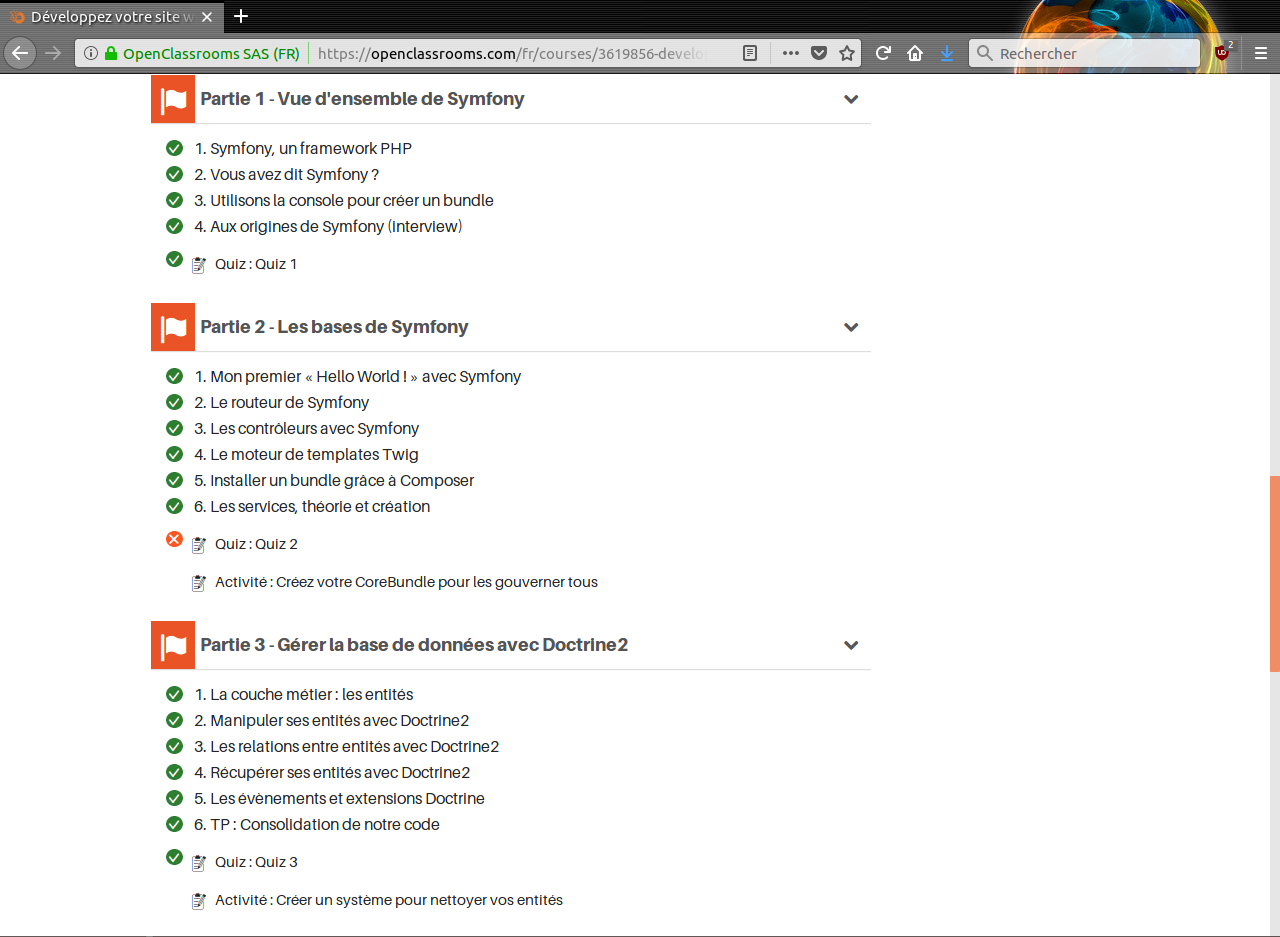 Développez votre site w
OpenClassrooms SAS (FR)
https://openclassrooms.com/fr/courses/3619856-develo
Rechercher
2
Partie 1 - Vue d'ensemble de Symfony
1. Symfony, un framework PHP
2. Vous avez dit Symfony ?
3. Utilisons la console pour créer un bundle
4. Aux origines de Symfony (interview)
Quiz : Quiz 1
Partie 2 - Les bases de Symfony
1. Mon premier « Hello World ! » avec Symfony
2. Le routeur de Symfony
3. Les contrôleurs avec Symfony
4. Le moteur de templates Twig
5. Installer un bundle grâce à Composer
6. Les services, théorie et création
Quiz : Quiz 2
Activité : Créez votre CoreBundle pour les gouverner tous
Partie 3 - Gérer la base de données avec Doctrine2
1. La couche métier : les entités
2. Manipuler ses entités avec Doctrine2
3. Les relations entre entités avec Doctrine2
4. Récupérer ses entités avec Doctrine2
5. Les évènements et extensions Doctrine
6. TP : Consolidation de notre code
Quiz : Quiz 3
Activité : Créer un système pour nettoyer vos entités